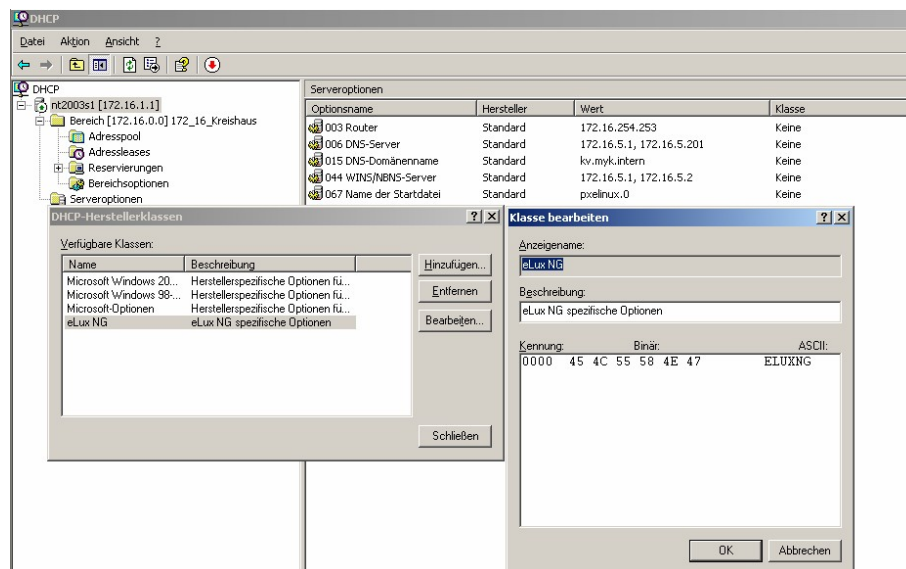 DHCP
Datei Aktion Ansicht ?
DHCP
nt2003s1 [172.16.1.1]
Bereich [172.16.0.0] 172_16_Kreishaus
Adresspool
Adressleases
Reservierungen
Bereichsoptionen
Serveroptionen
Serveroptionen
Optionsname Hersteller Wert Klasse
003 Router Standard 172.16.254.253 Keine
006 DNS-Server Standard 172.16.5.1, 172.16.5.201 Keine
015 DNS-Domänenname Standard kv.myk.intern Keine
044 WINS/NBNS-Server Standard 172.16.5.1, 172.16.5.2 Keine
067 Name der Startdatei Standard pxelinux.0 Keine
DHCP-Herstellerklassen
Verfügbare Klassen:
Name Beschreibung
Microsoft Windows 20... Herstellerspezifische Optionen fü...
Microsoft Windows 98-... Herstellerspezifische Optionen fü...
Microsoft-Optionen Herstellerspezifische Optionen fü...
eLux NG eLux NG spezifische Optionen
Hinzufügen...
Entfernen
Bearbeiten...
Schließen
Klasse bearbeiten
Anzeigename:
eLux NG
Beschreibung:
eLux NG spezifische Optionen
Kennung: Binär: ASCII:
0000 45 4C 55 58 4E 47 ELUXNG
OK Abbrechen